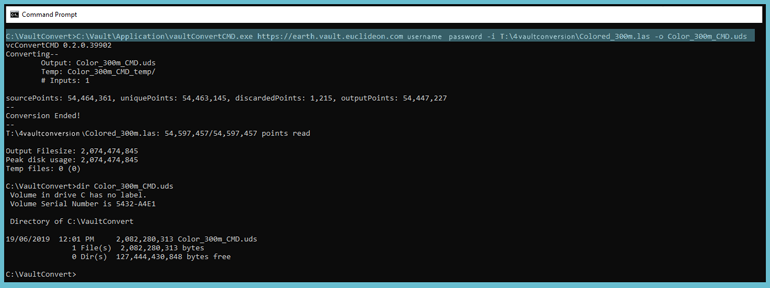 Command Prompt
C:\VaultConvert>C:\Vault\Application\vaultConvertCMD.exe https://earth.vault.euclideon.com username password -i T:\4vaultconversion\Colored_300m.las -o Color_300m_CMD.uds
vcConvertCMD 0.2.0.39902
Converting--
Output: Color_300m_CMD.uds
Temp: Color_300m_CMD_temp/
# Inputs: 1
sourcePoints: 54,464,361, uniquePoints: 54,463,145, discardedPoints: 1,215, outputPoints: 54,447,227
--
Conversion Ended!
--
T:\4vaultconversion\Colored_300m.las: 54,597,457/54,597,457 points read
Output Filesize: 2,074,474,845
Peak disk usage: 2,074,474,845
Temp files: 0 (0)
C:\VaultConvert>dir Color_300m_CMD.uds
Volume in drive C has no label.
Volume Serial Number is 5432-A4E1
Directory of C:\VaultConvert
19/06/2019 12:01 PM 2,082,280,313 Color_300m_CMD.uds
1 File(s) 2,082,280,313 bytes
0 Dir(s) 127,444,430,848 bytes free
C:\VaultConvert>